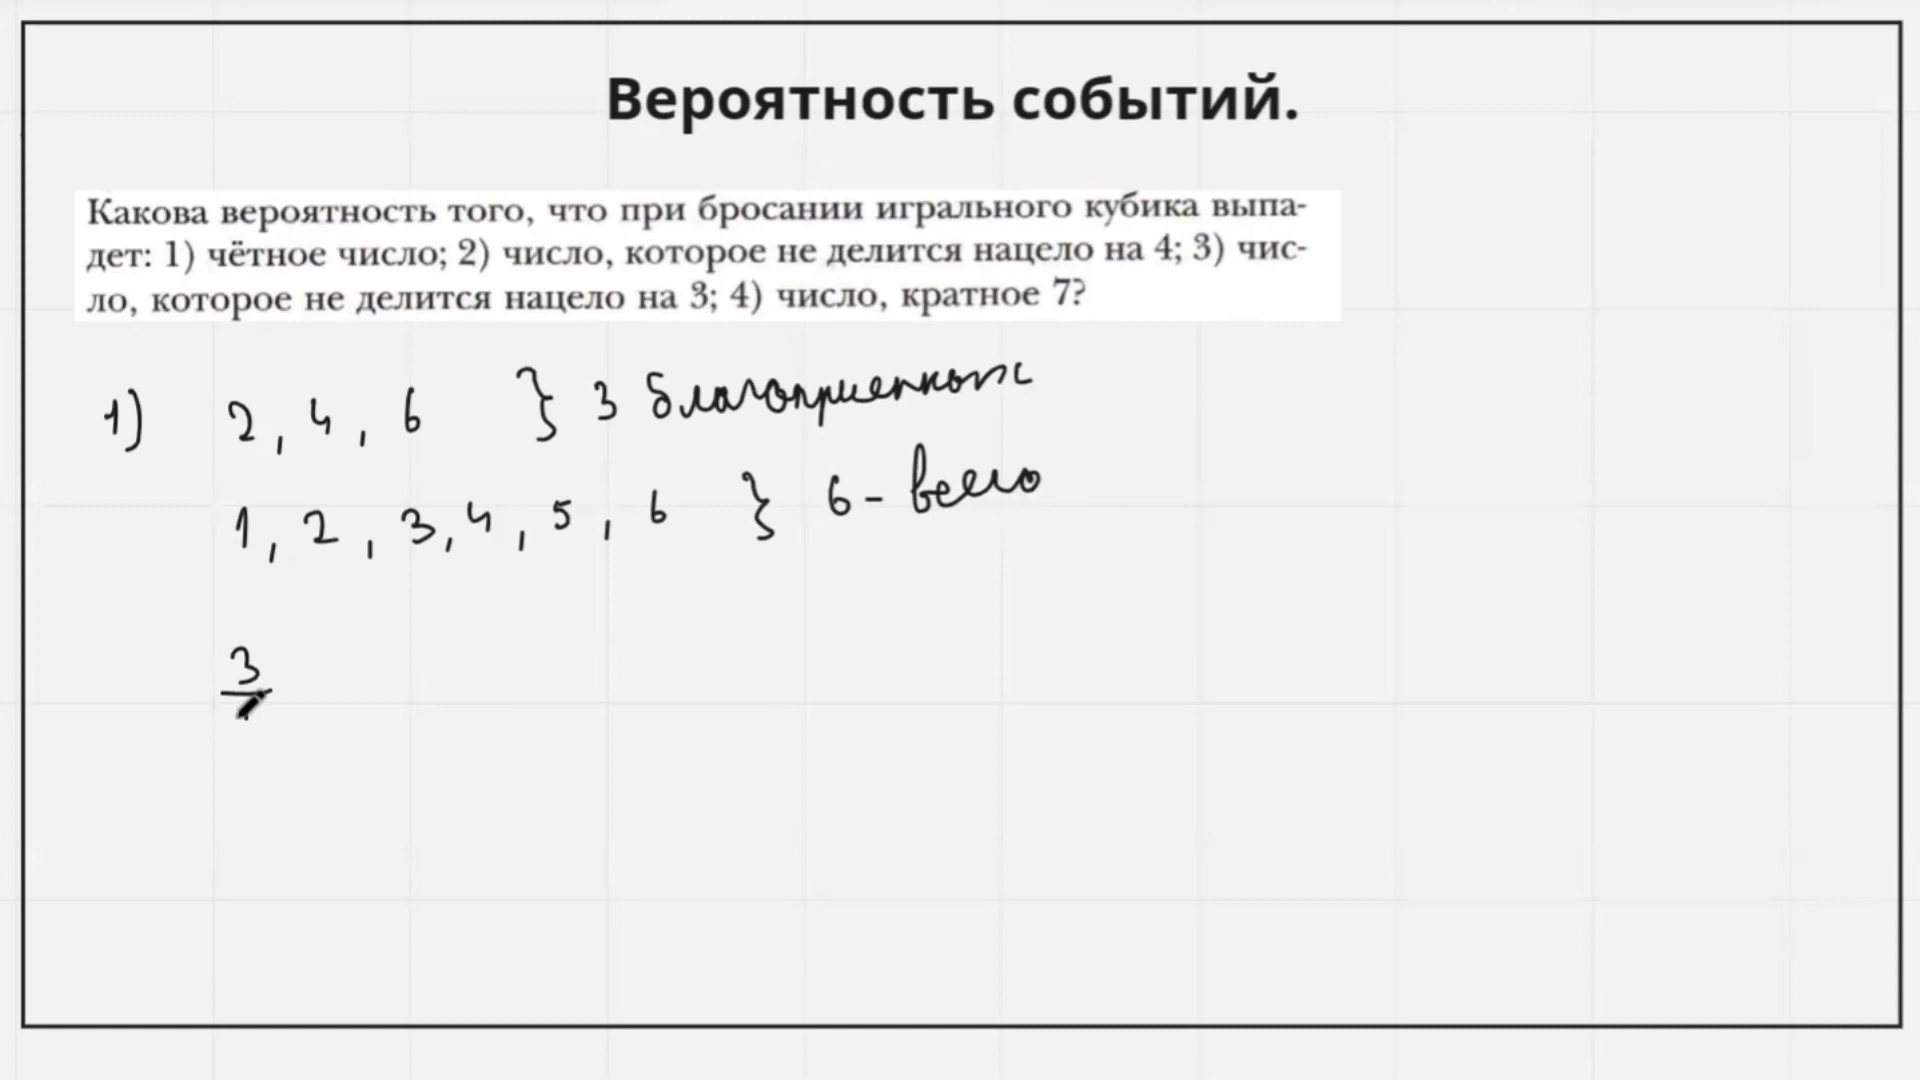 Вероятность событий.
Какова вероятность того, что при бросании игрального кубика выпа-
дет: 1) чётное число; 2) число, которое не делится нацело на 4; 3) чис-
ло, которое не делится нацело на 3; 4) число, кратное 7?
1) 2, 4, 6 } 3
1, 2, 3, 4, 5, 6 } 6 - всего
3